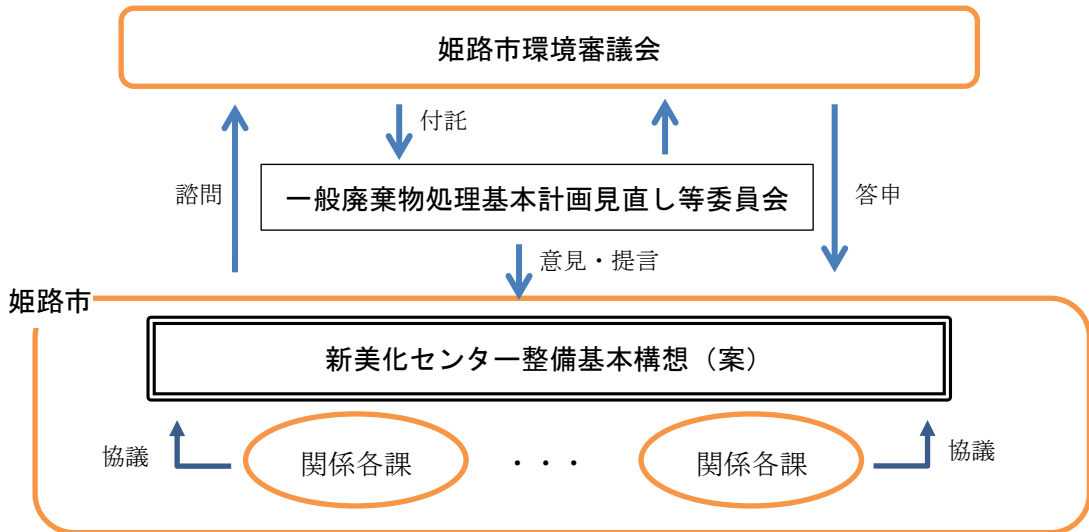 姫路市環境審議会
付託
諮問
一般廃棄物処理基本計画見直し等委員会
答申
意見・提言
姫路市
新美化センター整備基本構想（案）
協議
関係各課
・・・
関係各課
協議